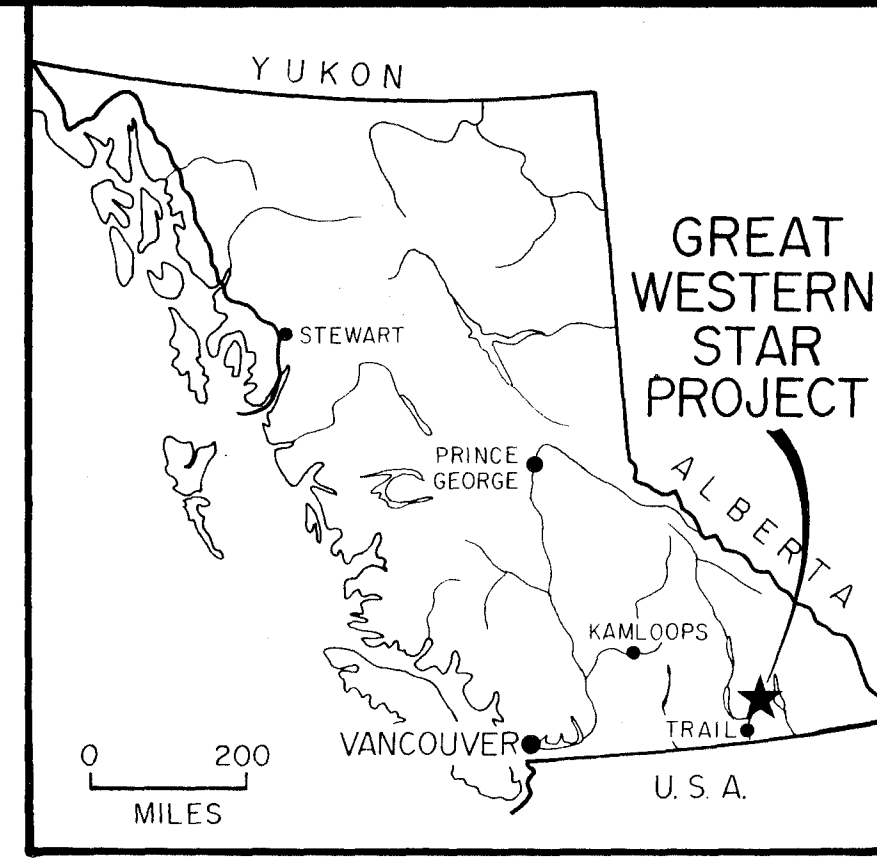 YUKON
GREAT
WESTERN
STAR
PROJECT
STEWART
PRINCE
GEORGE
ALBERTA
KAMLOOPS
TRAIL
VANCOUVER
0 200
MILES
U. S. A.